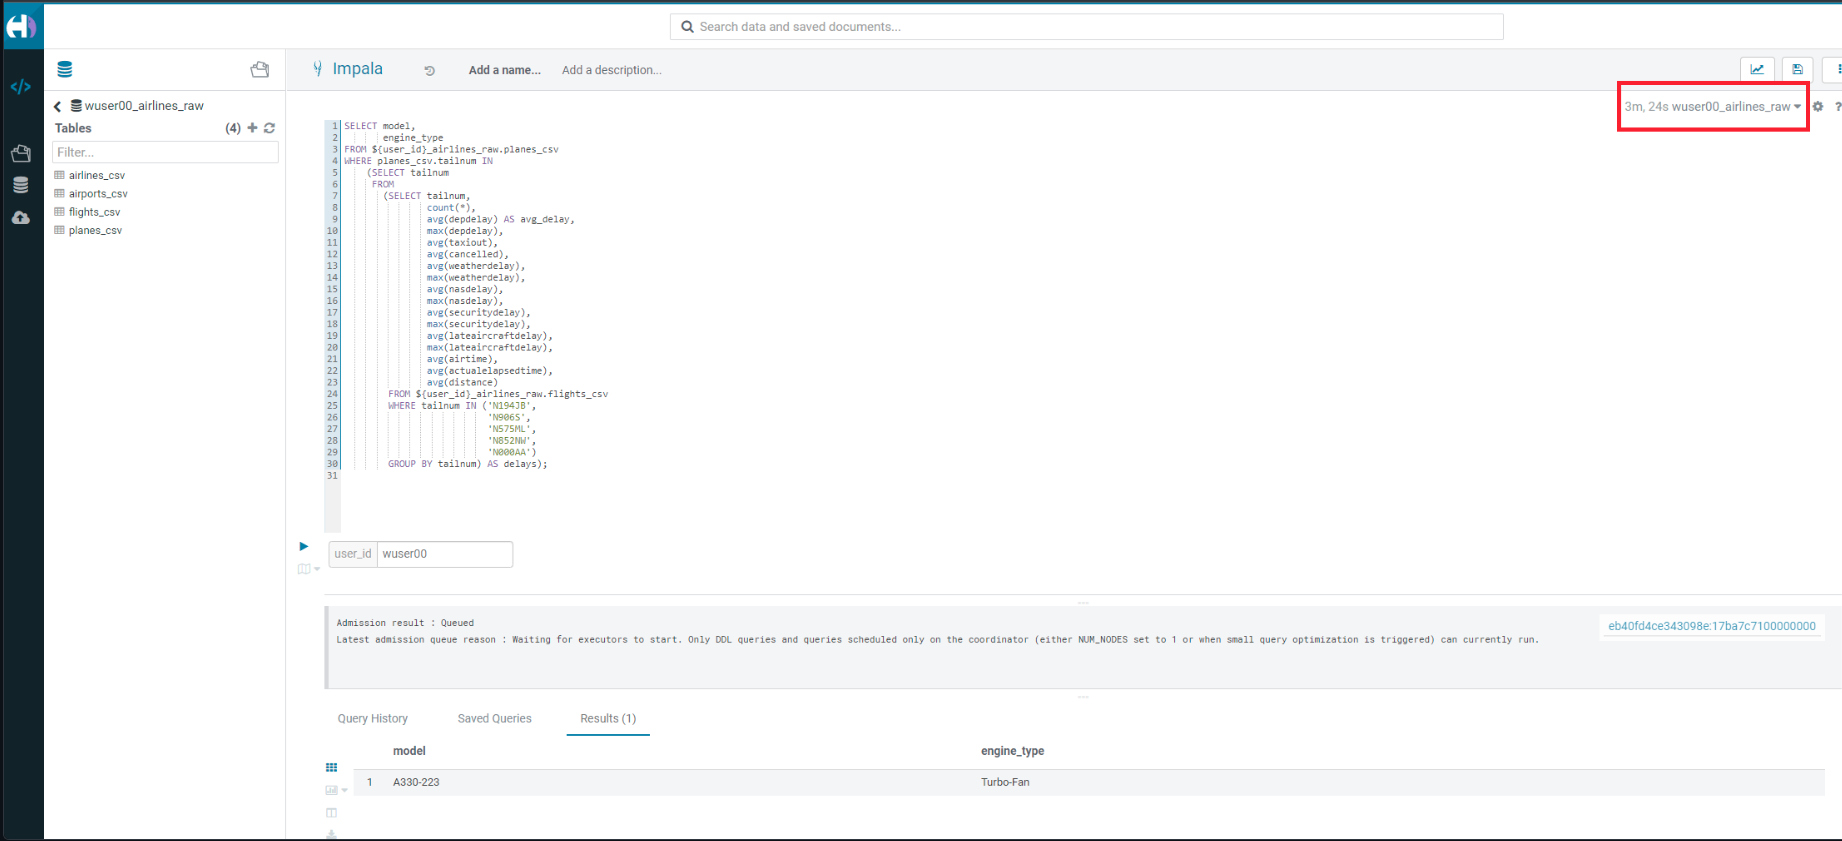 Search data and saved documents...
Impala
Add a name...
Add a description...
wuser00_airlines_raw
Tables
(4)
Filter...
airlines_csv
airports_csv
flights_csv
planes_csv
3m, 24s wuser00_airlines_raw
?
1 SELECT model,
2 engine_type
3 FROM ${user_id}_airlines_raw.planes_csv
4 WHERE planes_csv.tailnum IN
5 (SELECT tailnum
6 FROM
7 (SELECT tailnum,
8 count(*),
9 avg(depdelay) AS avg_delay,
10 max(depdelay),
11 avg(taxiout),
12 avg(cancelled),
13 avg(weatherdelay),
14 max(weatherdelay),
15 avg(nasdelay),
16 max(nasdelay),
17 avg(securitydelay),
18 max(securitydelay),
19 avg(lateaircraftdelay),
20 max(lateaircraftdelay),
21 avg(airtime),
22 avg(actualelapsedtime),
23 avg(distance)
24 FROM ${user_id}_airlines_raw.flights_csv
25 WHERE tailnum IN ('N194JB',
26 'N906S',
27 'N575ML',
28 'N852NW',
29 'N000AA')
30 GROUP BY tailnum) AS delays);
31
user_id wuser00
Admission result : Queued
Latest admission queue reason : Waiting for executors to start. Only DDL queries and queries scheduled only on the coordinator (either NUM_NODES set to 1 or when small query optimization is triggered) can currently run.
eb40fd4ce343098e:17ba7c7100000000
Query History
Saved Queries
Results (1)
model engine_type
1 A330-223 Turbo-Fan